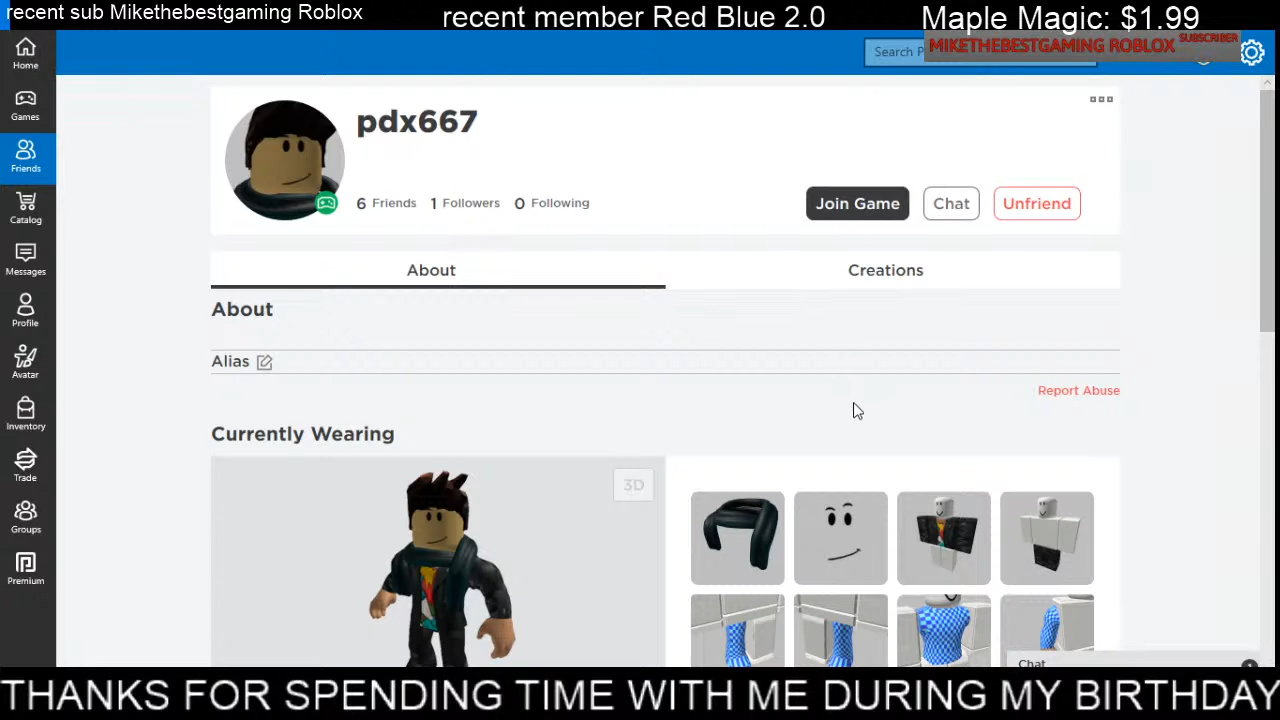 recent sub Mikethebestgaming Roblox
recent member Red Blue 2.0
Maple Magic: $1.99
MIKETHEBESTGAMING ROBLOX
SUBSCRIBER
Search P
Home
Games
Friends
Catalog
Messages
Profile
Avatar
Inventory
Trade
Groups
Premium
pdx667
6 Friends 1 Followers 0 Following
Join Game
Chat
Unfriend
About
Creations
About
Alias
Report Abuse
Currently Wearing
3D
Chat
THANKS FOR SPENDING TIME WITH ME DURING MY BIRTHDAY